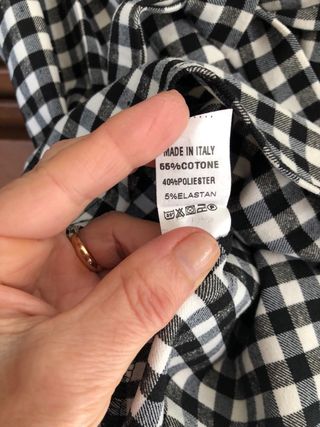 MADE IN ITALY
55%COTONE
40%POLIESTER
5%ELASTAN